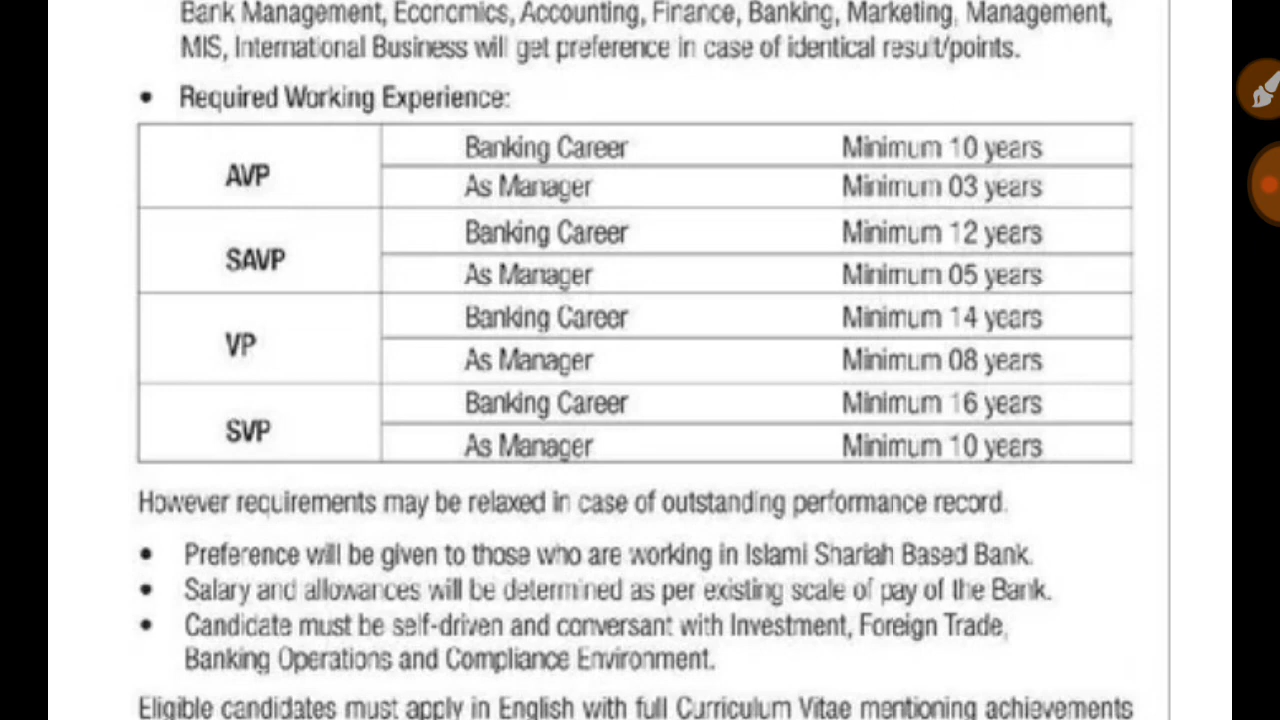 Bank Management, Economics, Accounting, Finance, Banking, Marketing, Management,
MIS, International Business will get preference in case of identical result/points.
• Required Working Experience:
AVP
Banking Career Minimum 10 years
As Manager Minimum 03 years
SAVP
Banking Career Minimum 12 years
As Manager Minimum 05 years
VP
Banking Career Minimum 14 years
As Manager Minimum 08 years
SVP
Banking Career Minimum 16 years
As Manager Minimum 10 years
However requirements may be relaxed in case of outstanding performance record.
• Preference will be given to those who are working in Islami Shariah Based Bank.
• Salary and allowances will be determined as per existing scale of pay of the Bank.
• Candidate must be self-driven and conversant with Investment, Foreign Trade,
Banking Operations and Compliance Environment.
Eligible candidates must apply in English with full Curriculum Vitae mentioning achievements